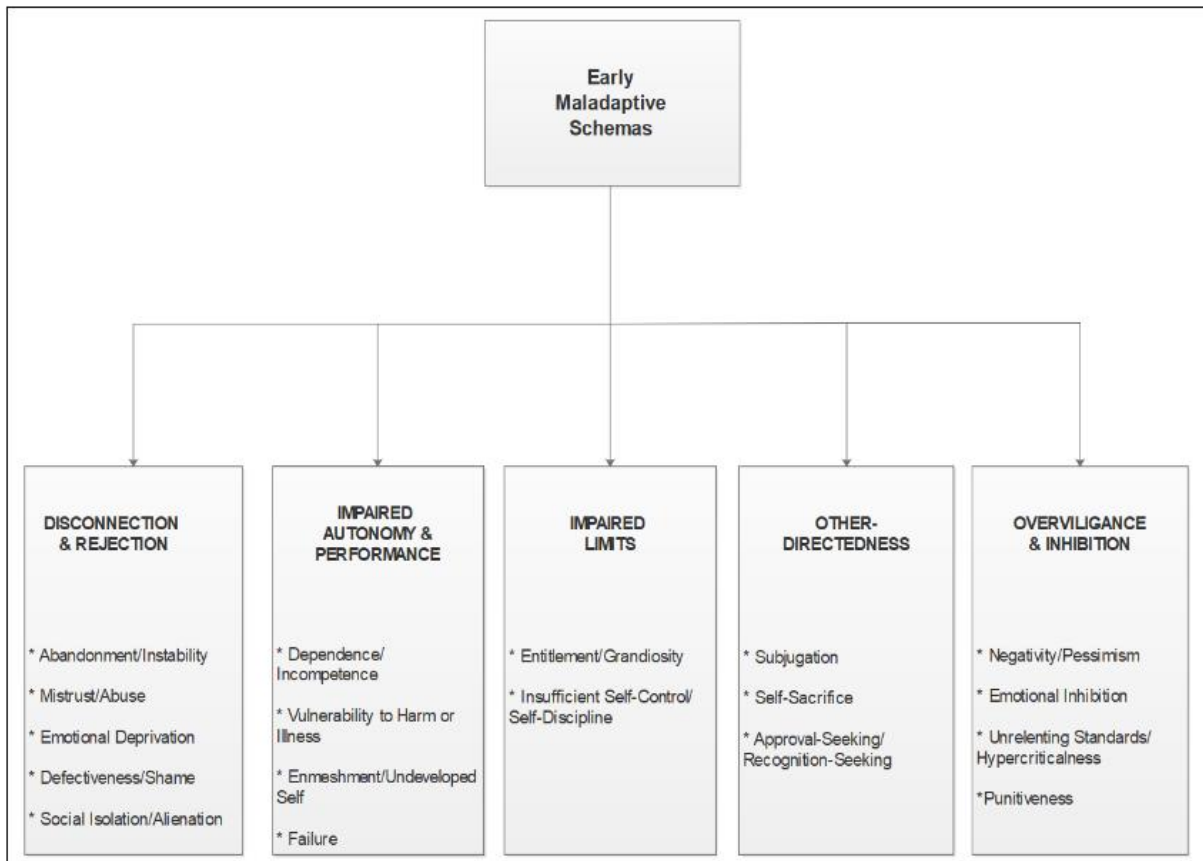 Early
Maladaptive
Schemas
DISCONNECTION
& REJECTION
* Abandonment/Instability
* Mistrust/Abuse
* Emotional Deprivation
* Defectiveness/Shame
* Social Isolation/Alienation
IMPAIRED
AUTONOMY &
PERFORMANCE
* Dependence/
Incompetence
* Vulnerability to Harm or
Illness
* Enmeshment/Undeveloped
Self
* Failure
IMPAIRED
LIMITS
* Entitlement/Grandiosity
* Insufficient Self-Control/
Self-Discipline
OTHER-
DIRECTEDNESS
* Subjugation
* Self-Sacrifice
* Approval-Seeking/
Recognition-Seeking
OVERVILIGANCE
& INHIBITION
* Negativity/Pessimism
* Emotional Inhibition
* Unrelenting Standards/
Hypercriticalness
*Punitiveness